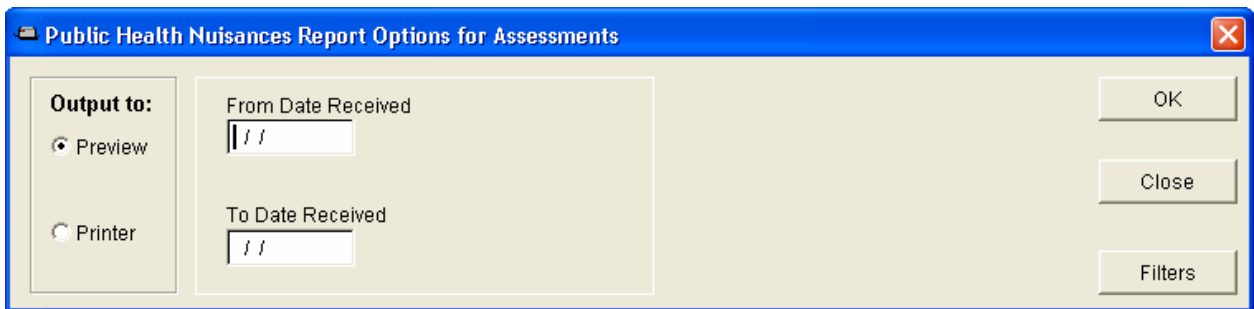 Public Health Nuisances Report Options for Assessments
Output to:
Preview
Printer
From Date Received
/ /
To Date Received
/ /
OK
Close
Filters